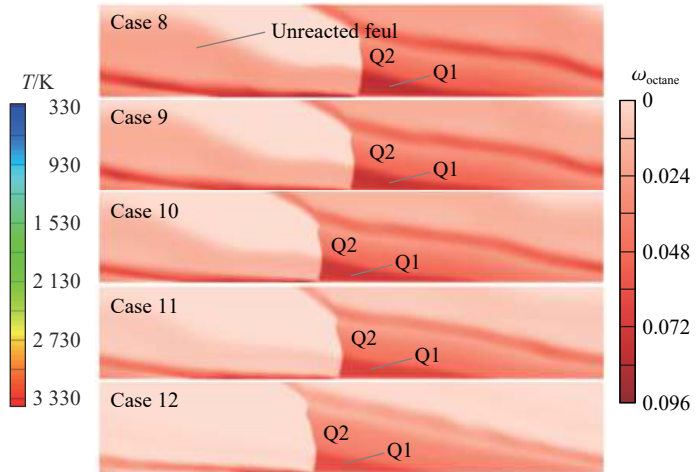 Case 8
Unreacted feul
Q2
Q1
T/K
330
930
1 530
2 130
2 730
3 330
Case 9
Q2
Q1
Case 10
Q2
Q1
Case 11
Q2
Q1
Case 12
Q2
Q1
ω_octane
0
0.024
0.048
0.072
0.096